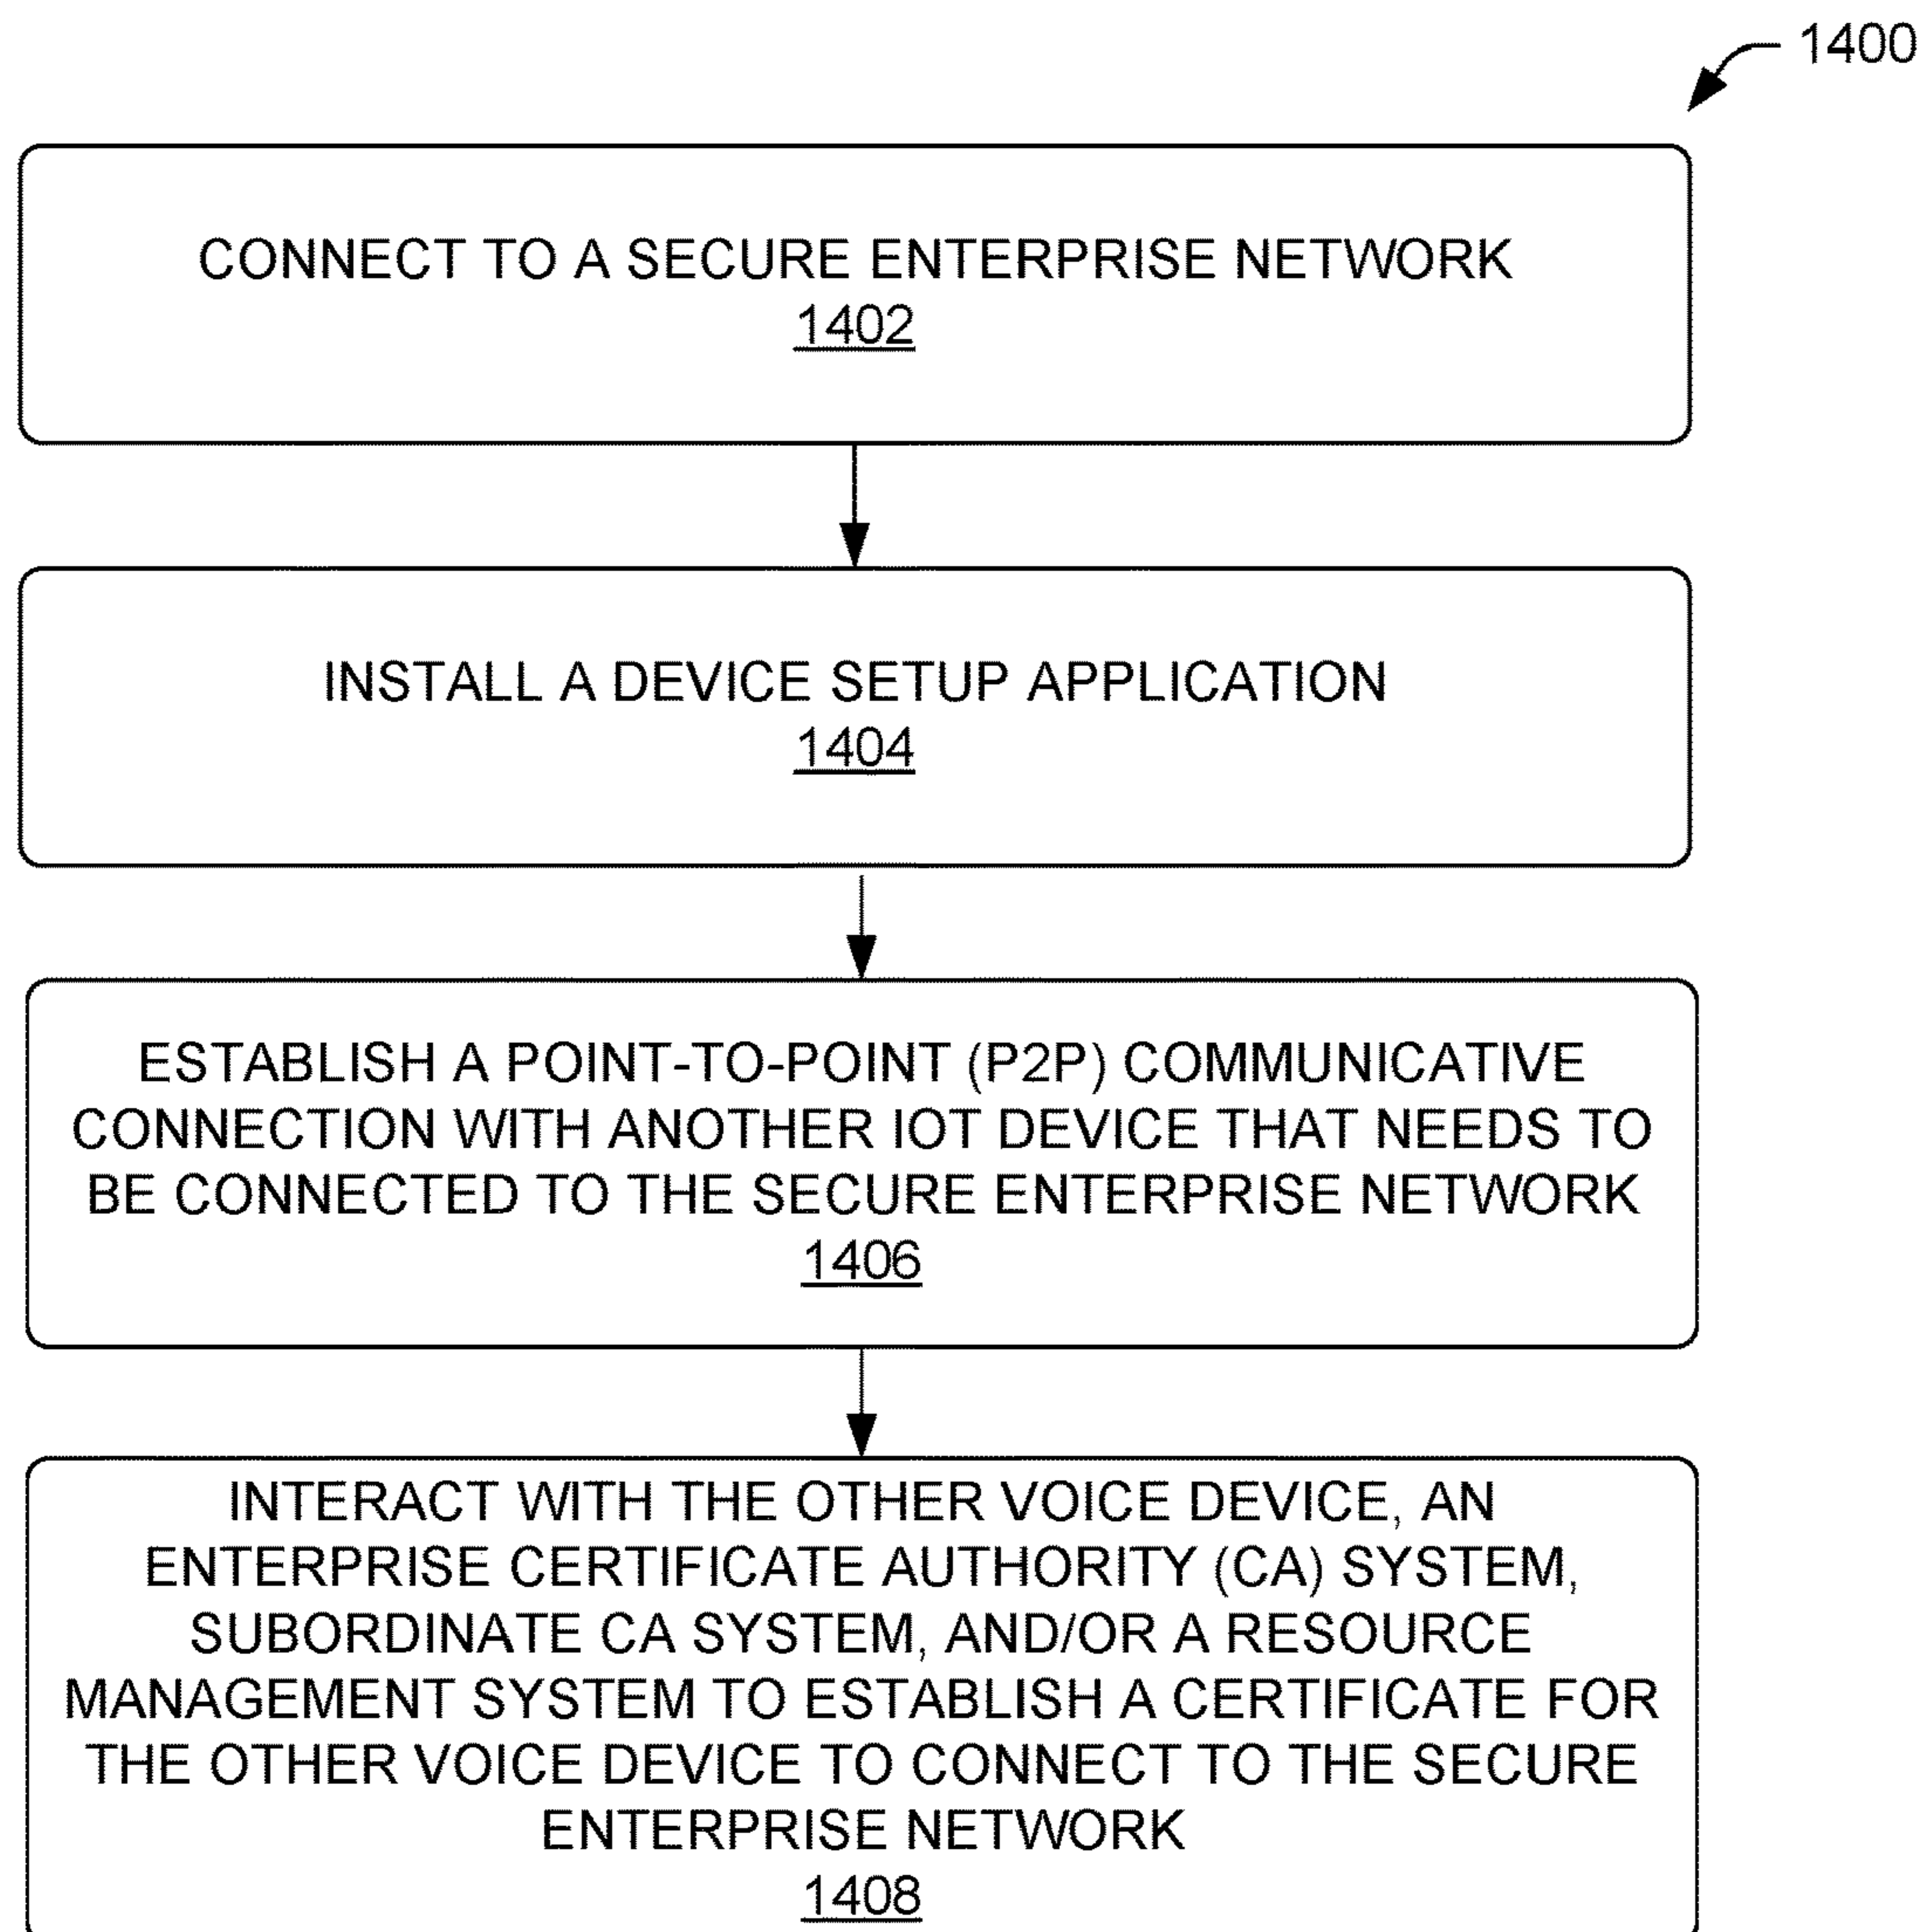 1400
CONNECT TO A SECURE ENTERPRISE NETWORK
1402
INSTALL A DEVICE SETUP APPLICATION
1404
ESTABLISH A POINT-TO-POINT (P2P) COMMUNICATIVE
CONNECTION WITH ANOTHER IOT DEVICE THAT NEEDS TO
BE CONNECTED TO THE SECURE ENTERPRISE NETWORK
1406
INTERACT WITH THE OTHER VOICE DEVICE, AN
ENTERPRISE CERTIFICATE AUTHORITY (CA) SYSTEM,
SUBORDINATE CA SYSTEM, AND/OR A RESOURCE
MANAGEMENT SYSTEM TO ESTABLISH A CERTIFICATE FOR
THE OTHER VOICE DEVICE TO CONNECT TO THE SECURE
ENTERPRISE NETWORK
1408